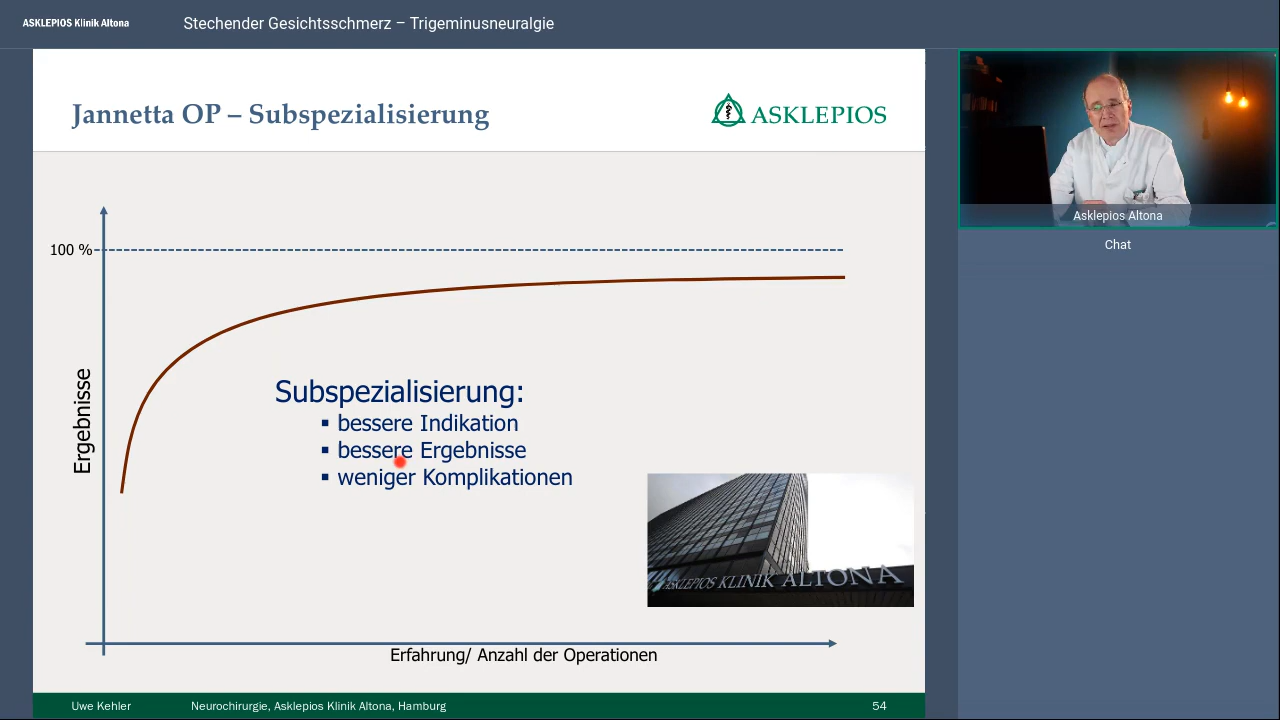 ASKLEPIOS Klinik Altona
Stechender Gesichtsschmerz – Trigeminusneuralgie
Jannetta OP – Subspezialisierung
ASKLEPIOS
100 %
Ergebnisse
Subspezialisierung:
▪ bessere Indikation
▪ bessere Ergebnisse
▪ weniger Komplikationen
ASKLEPIOS KLINIK ALTONA
Erfahrung/ Anzahl der Operationen
Uwe Kehler
Neurochirurgie, Asklepios Klinik Altona, Hamburg
54
Asklepios Altona
Chat